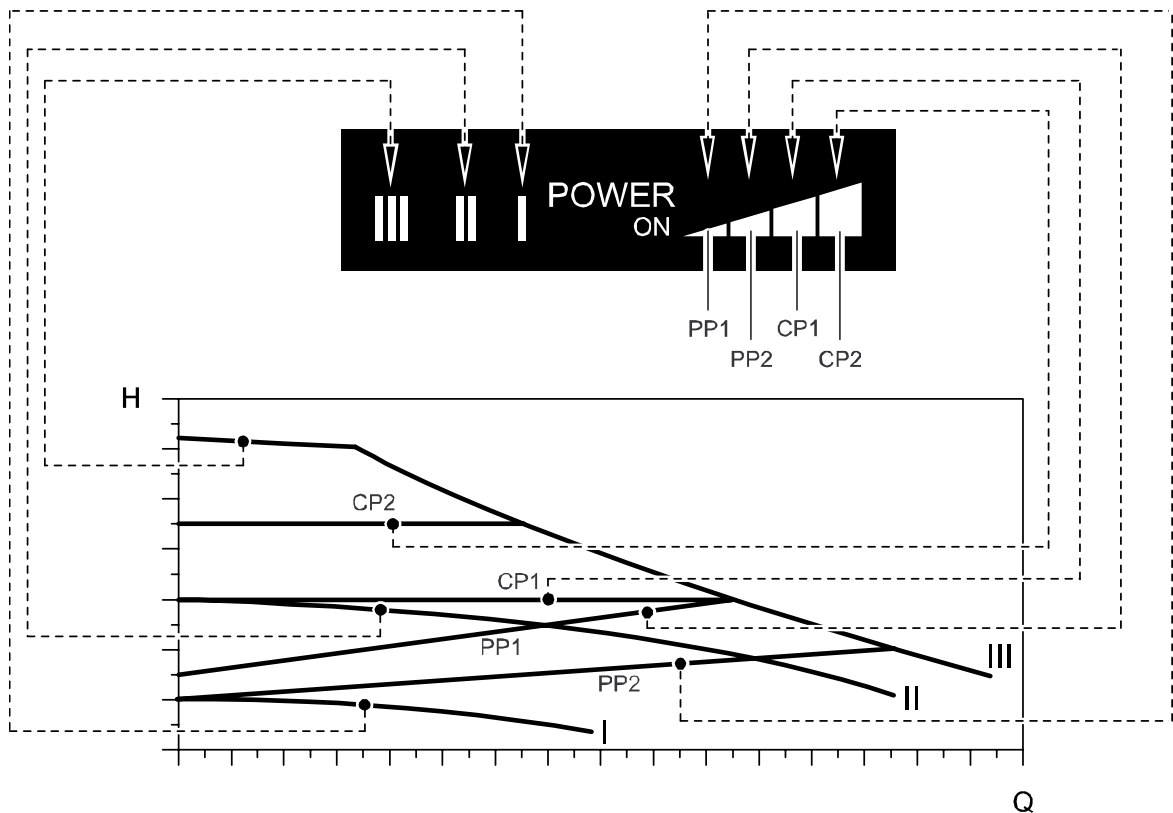 III II I POWER
ON
PP1 CP1
PP2 CP2
H
CP2
CP1
PP1
PP2
III
II
I
Q